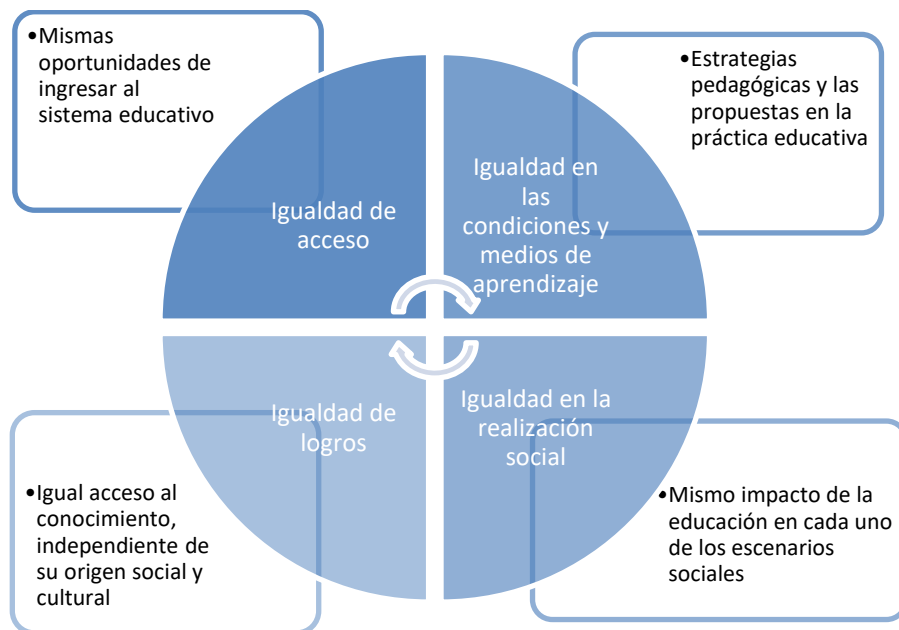 •Mismas
oportunidades de
ingresar al
sistema educativo
•Estrategias
pedagógicas y las
propuestas en la
práctica educativa
Igualdad de
acceso
Igualdad en
las
condiciones y
medios de
aprendizaje
Igualdad de
logros
Igualdad en la
realización
social
•Igual acceso al
conocimiento,
independiente de
su origen social y
cultural
•Mismo impacto de la
educación en cada uno
de los escenarios
sociales